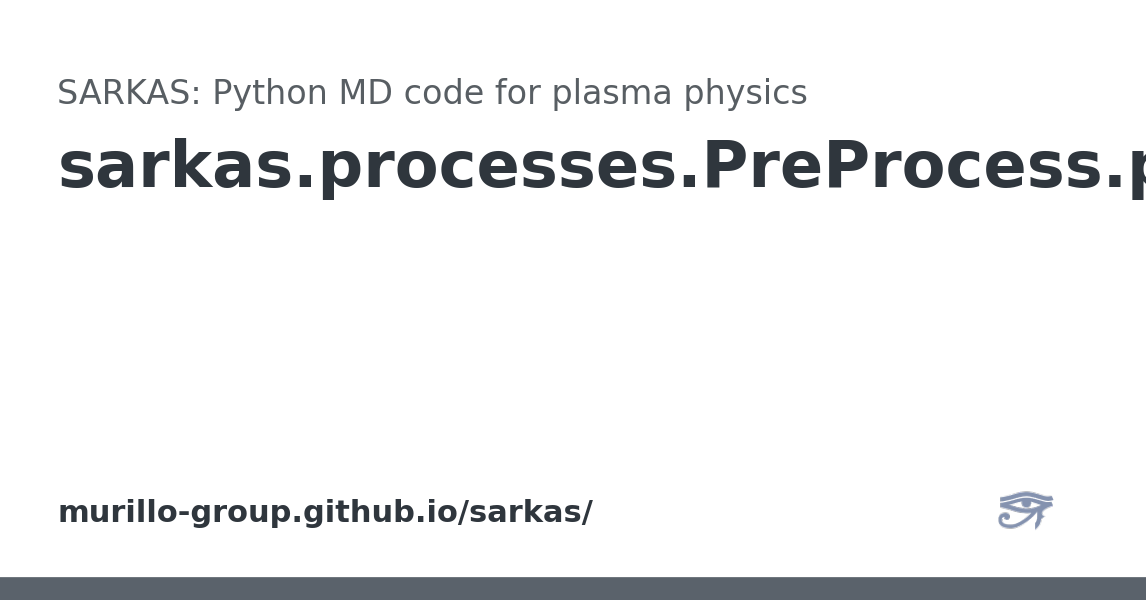 SARKAS: Python MD code for plasma physics
sarkas.processes.PreProcess.p
murillo-group.github.io/sarkas/